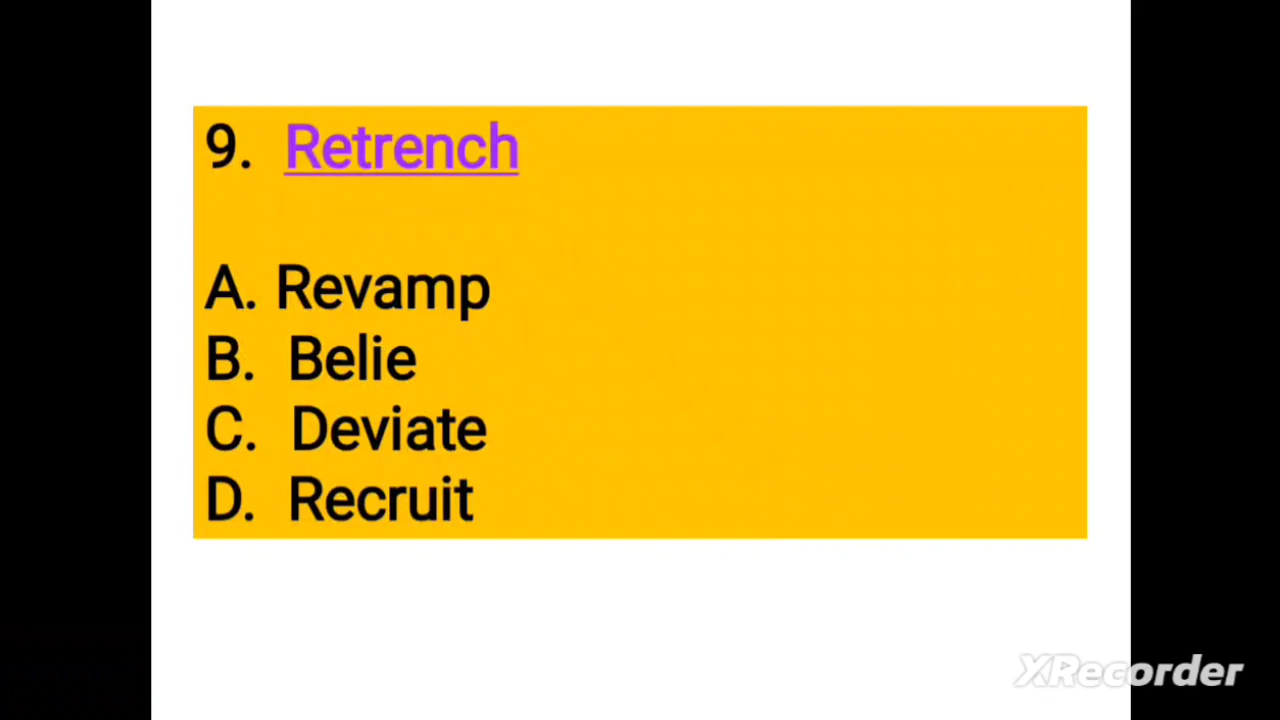 9. Retrench
A. Revamp
B. Belie
C. Deviate
D. Recruit
XRecorder